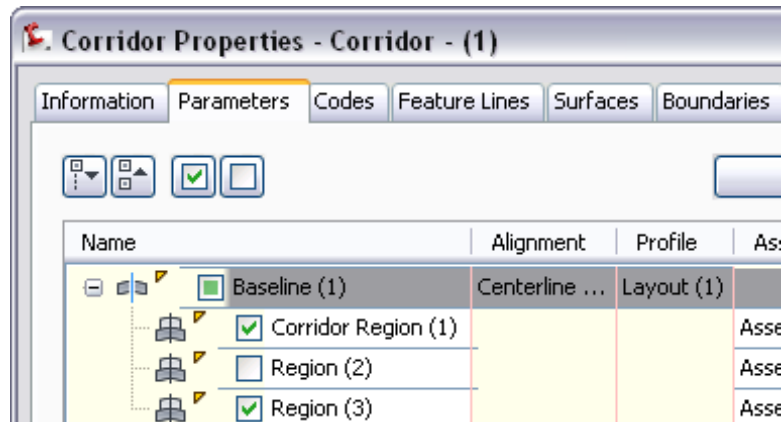 Corridor Properties - Corridor - (1)
Information Parameters Codes Feature Lines Surfaces Boundaries
Name Alignment Profile
Baseline (1) Centerline ... Layout (1)
Corridor Region (1)
Region (2)
Region (3)